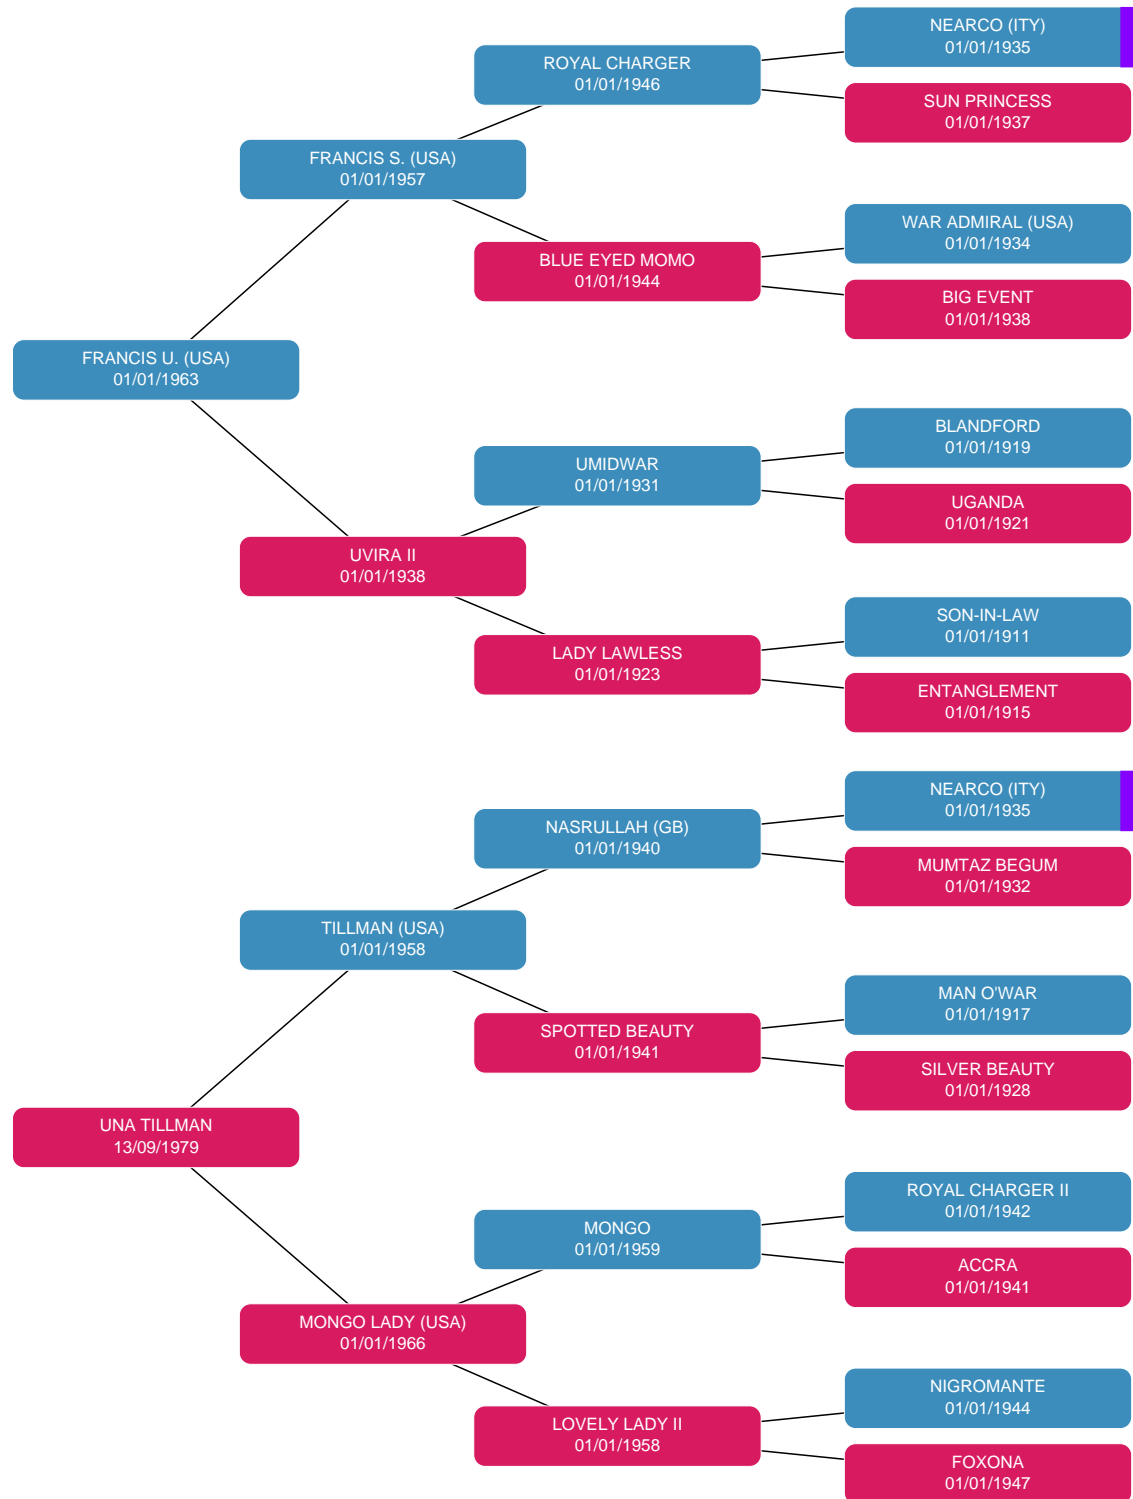 NEARCO (ITY)
01/01/1935
ROYAL CHARGER
01/01/1946
SUN PRINCESS
01/01/1937
FRANCIS S. (USA)
01/01/1957
WAR ADMIRAL (USA)
01/01/1934
BLUE EYED MOMO
01/01/1944
BIG EVENT
01/01/1938
FRANCIS U. (USA)
01/01/1963
BLANDFORD
01/01/1919
UMIDWAR
01/01/1931
UGANDA
01/01/1921
UVIRA II
01/01/1938
SON-IN-LAW
01/01/1911
LADY LAWLESS
01/01/1923
ENTANGLEMENT
01/01/1915
NEARCO (ITY)
01/01/1935
NASRULLAH (GB)
01/01/1940
MUMTAZ BEGUM
01/01/1932
TILLMAN (USA)
01/01/1958
MAN O'WAR
01/01/1917
SPOTTED BEAUTY
01/01/1941
SILVER BEAUTY
01/01/1928
UNA TILLMAN
13/09/1979
ROYAL CHARGER II
01/01/1942
MONGO
01/01/1959
ACCRA
01/01/1941
MONGO LADY (USA)
01/01/1966
NIGROMANTE
01/01/1944
LOVELY LADY II
01/01/1958
FOXONA
01/01/1947